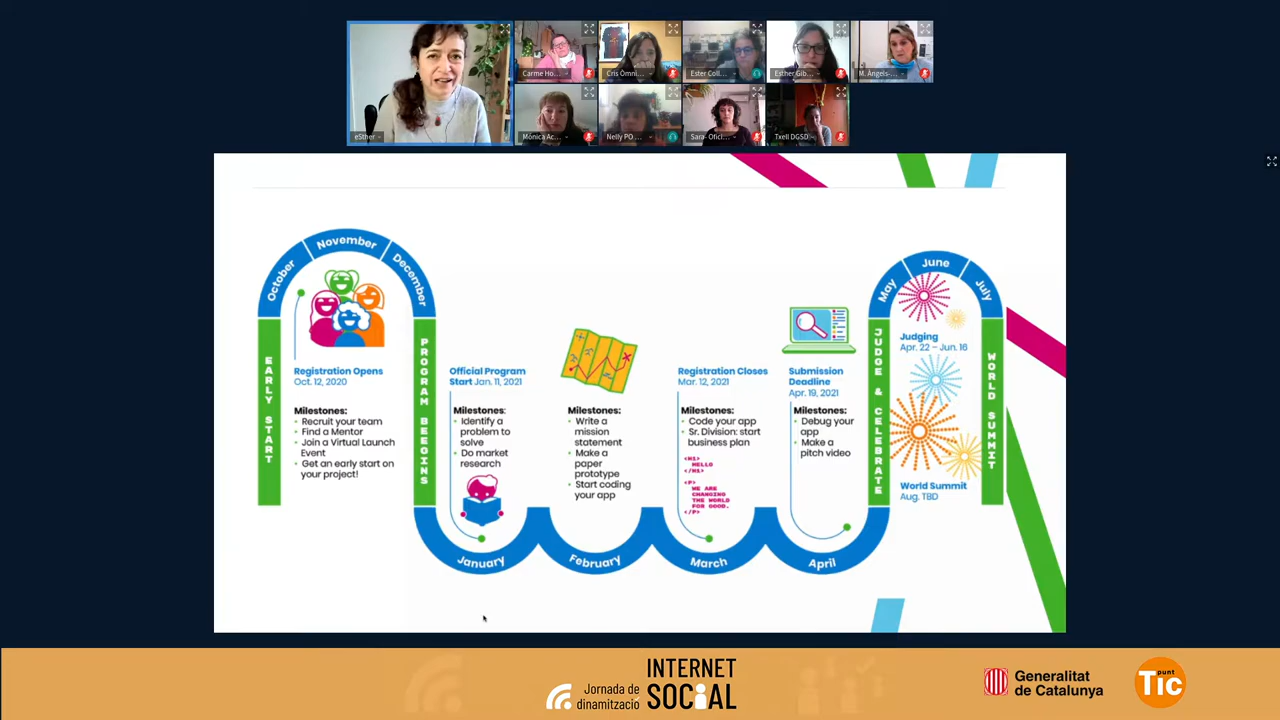 eSther
Carme Ho...
Cris Òmni...
Ester Coll...
Esther Gib...
M. Àngels-...
Mònica Ac...
Nelly PO ...
Sara- Ofici...
Txell DGSD
October
November
December
EARLY START
Registration Opens
Oct. 12, 2020
Milestones:
• Recruit your team
• Find a Mentor
• Join a Virtual Launch
Event
• Get an early start on
your project!
PROGRAM BEGINS
Official Program
Start Jan. 11, 2021
Milestones:
• Identify a
problem to
solve
• Do market
research
January
Milestones:
• Write a
mission
statement
• Make a
paper
prototype
• Start coding
your app
February
Registration Closes
Mar. 12, 2021
Milestones:
• Code your app
• Sr. Division: start
business plan
<H1>
HELLO
</H1>
<P>
WE ARE
CHANGING
THE WORLD
FOR GOOD.
</P>
March
Submission
Deadline
Apr. 19, 2021
Milestones:
• Debug your
app
• Make a
pitch video
April
JUDGE & CELEBRATE
May
June
July
Judging
Apr. 22 – Jun. 16
World Summit
Aug. TBD
WORLD SUMMIT
Jornada de
dinamització
INTERNET
SOCIAL
Generalitat
de Catalunya
punt
Tic